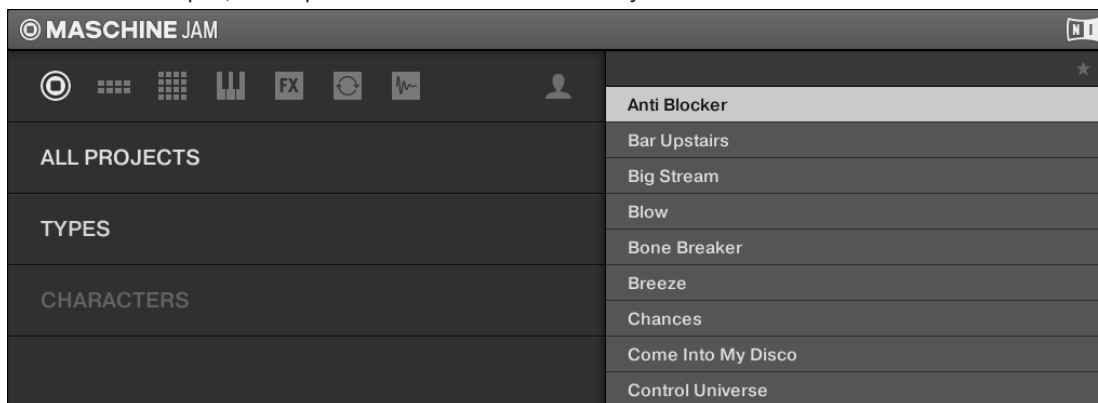 MASCHINE JAM
NI
FX
ALL PROJECTS
TYPES
CHARACTERS
Anti Blocker
Bar Upstairs
Big Stream
Blow
Bone Breaker
Breeze
Chances
Come Into My Disco
Control Universe